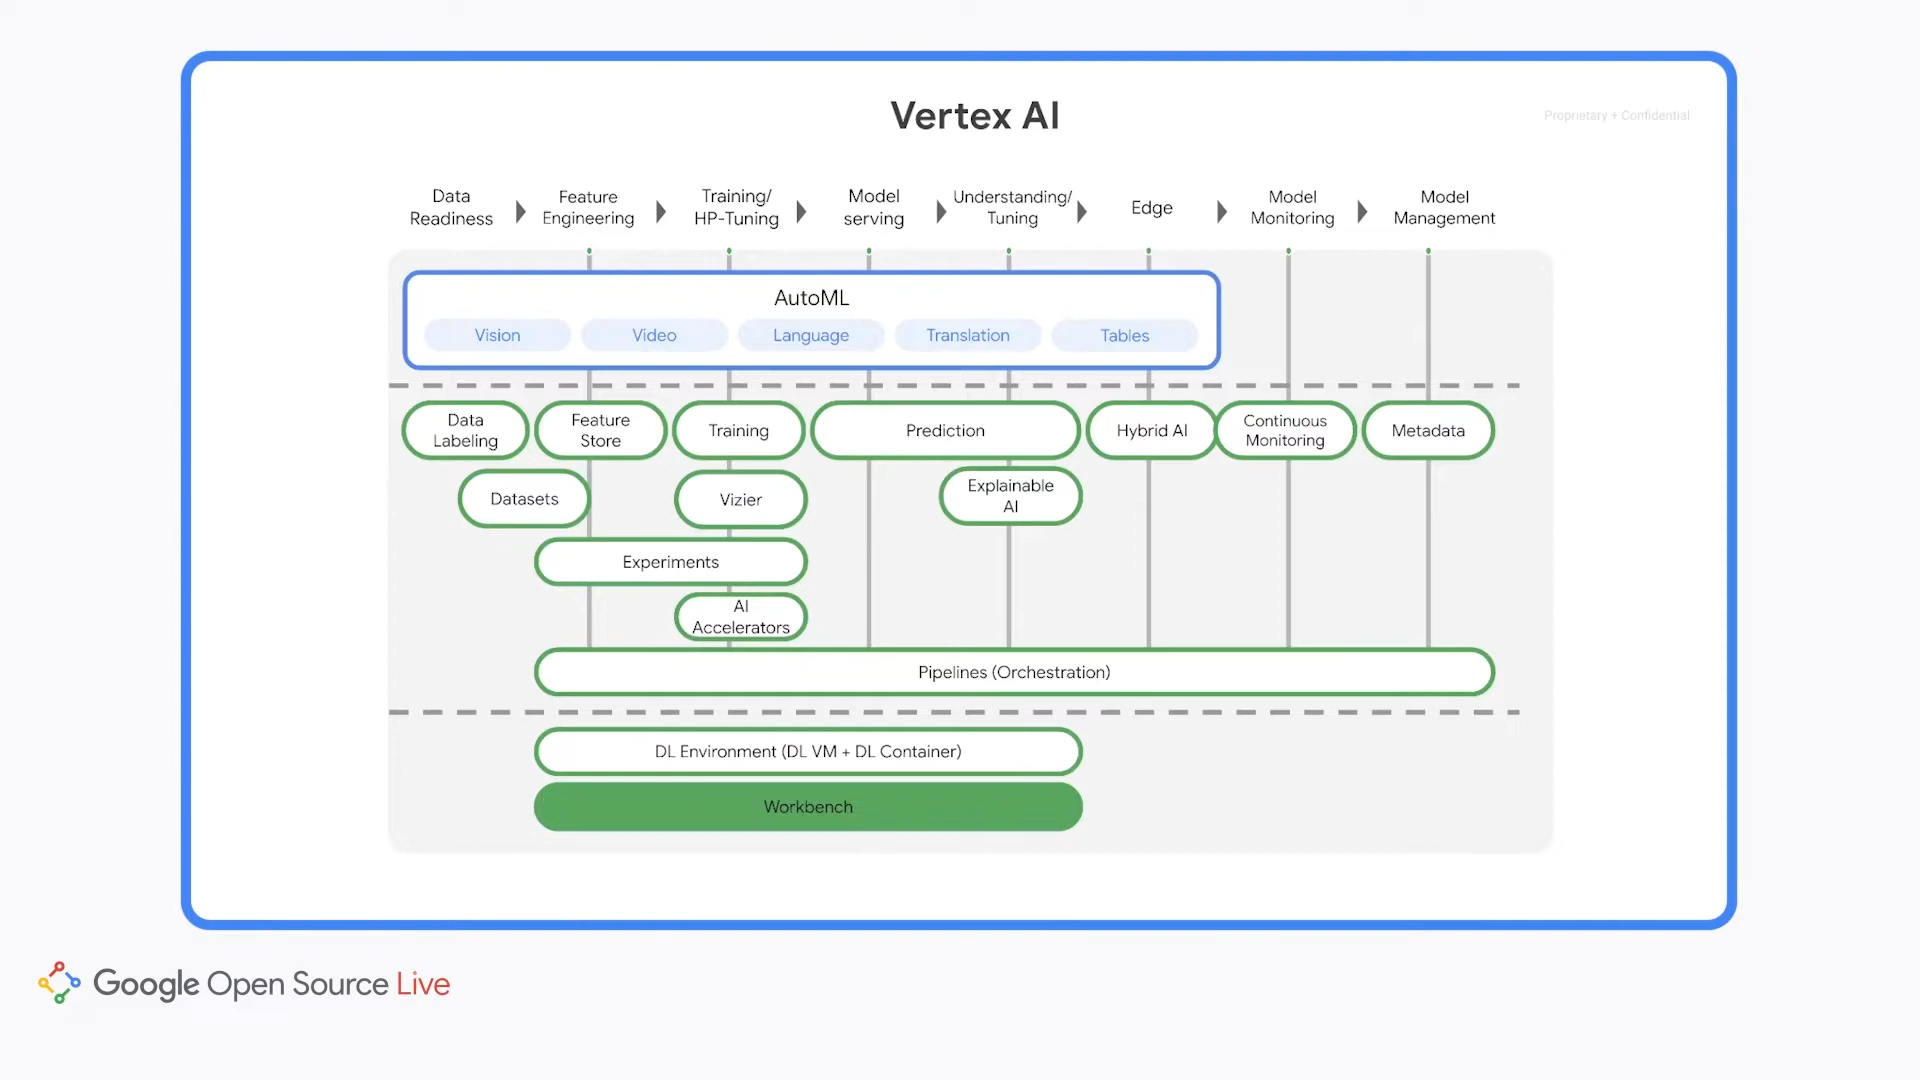 Vertex AI
Proprietary + Confidential
Data
Readiness
Feature
Engineering
Training/
HP-Tuning
Model
serving
Understanding/
Tuning
Edge
Model
Monitoring
Model
Management
AutoML
Vision
Video
Language
Translation
Tables
Data
Labeling
Feature
Store
Training
Prediction
Hybrid AI
Continuous
Monitoring
Metadata
Datasets
Vizier
Explainable
AI
Experiments
AI
Accelerators
Pipelines (Orchestration)
DL Environment (DL VM + DL Container)
Workbench
Google Open Source Live